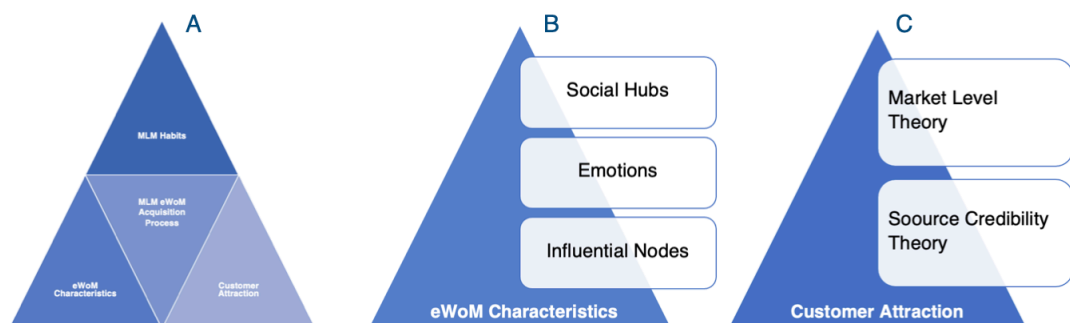 A
MLM Habits
MLM eWoM
Acquisition
Process
eWoM
Characteristics
Customer
Attraction
B
Social Hubs
Emotions
Influential Nodes
eWoM Characteristics
C
Market Level
Theory
Soource Credibility
Theory
Customer Attraction